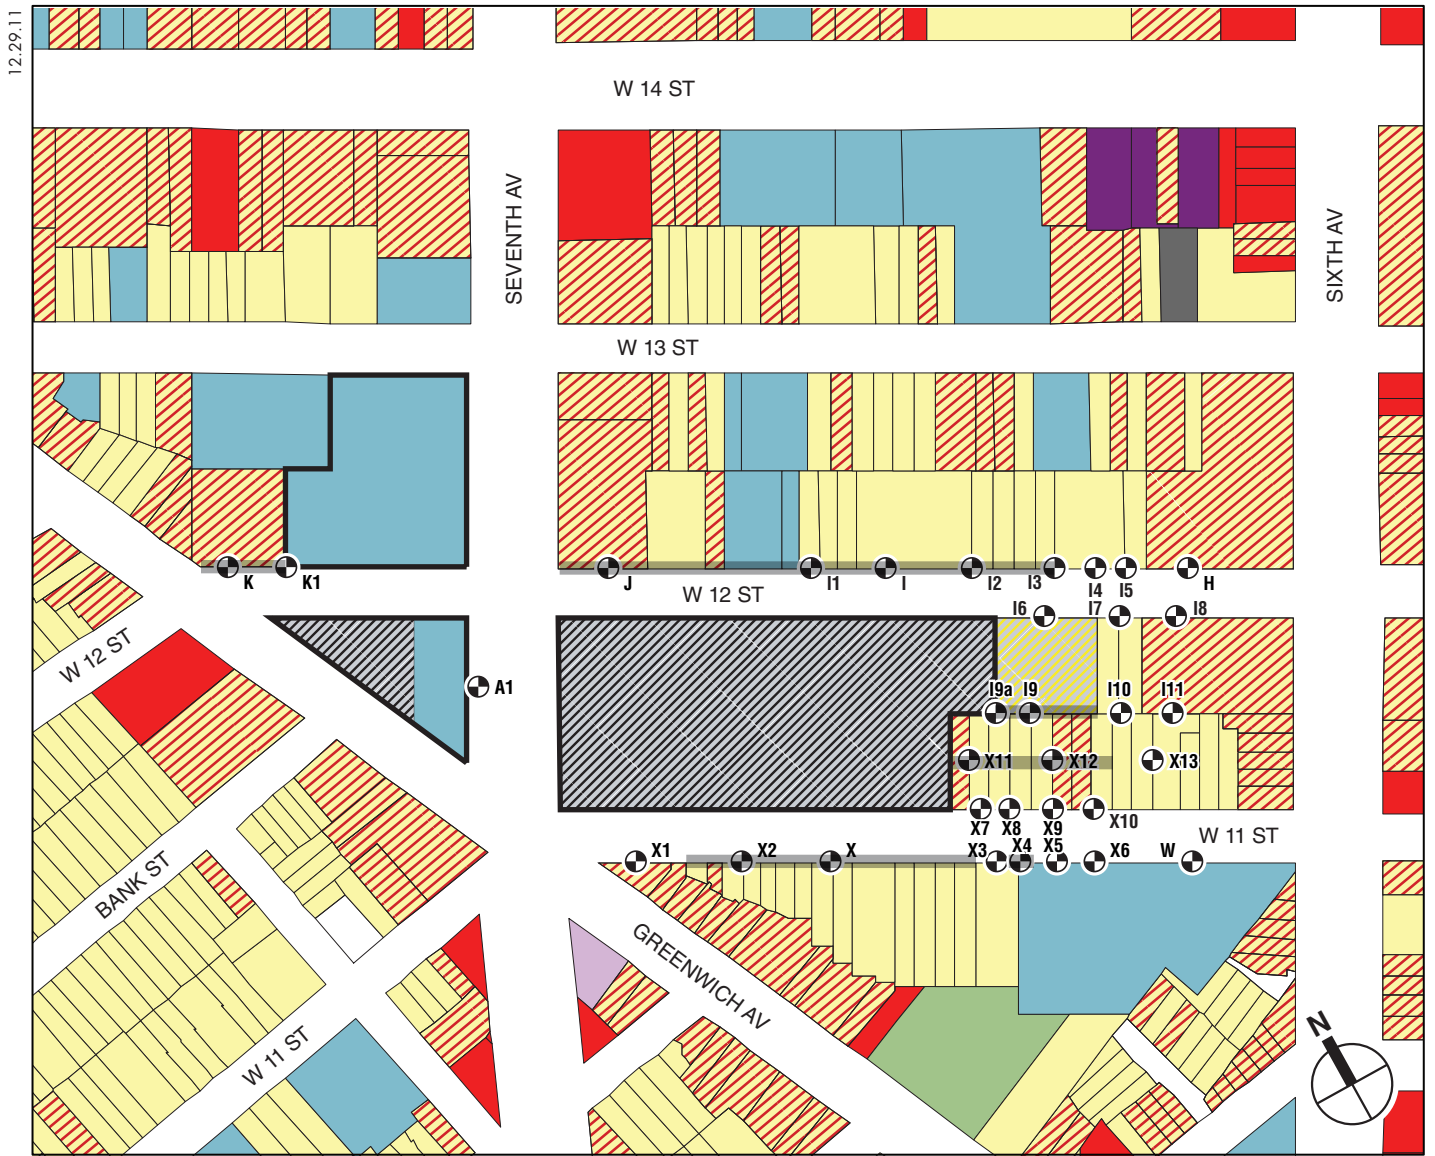 12.29.11
W 14 ST
SEVENTH AV
SIXTH AV
W 13 ST
K
K1
J
I1
I
I2
I3
I4
I5
H
W 12 ST
I6
I7
I8
W 12 ST
A1
I9a
I9
I10
I11
X11
X12
X13
X7
X8
X9
X10
W 11 ST
X1
X2
X
X3
X4
X5
X6
W
BANK ST
GREENWICH AV
W 11 ST
N